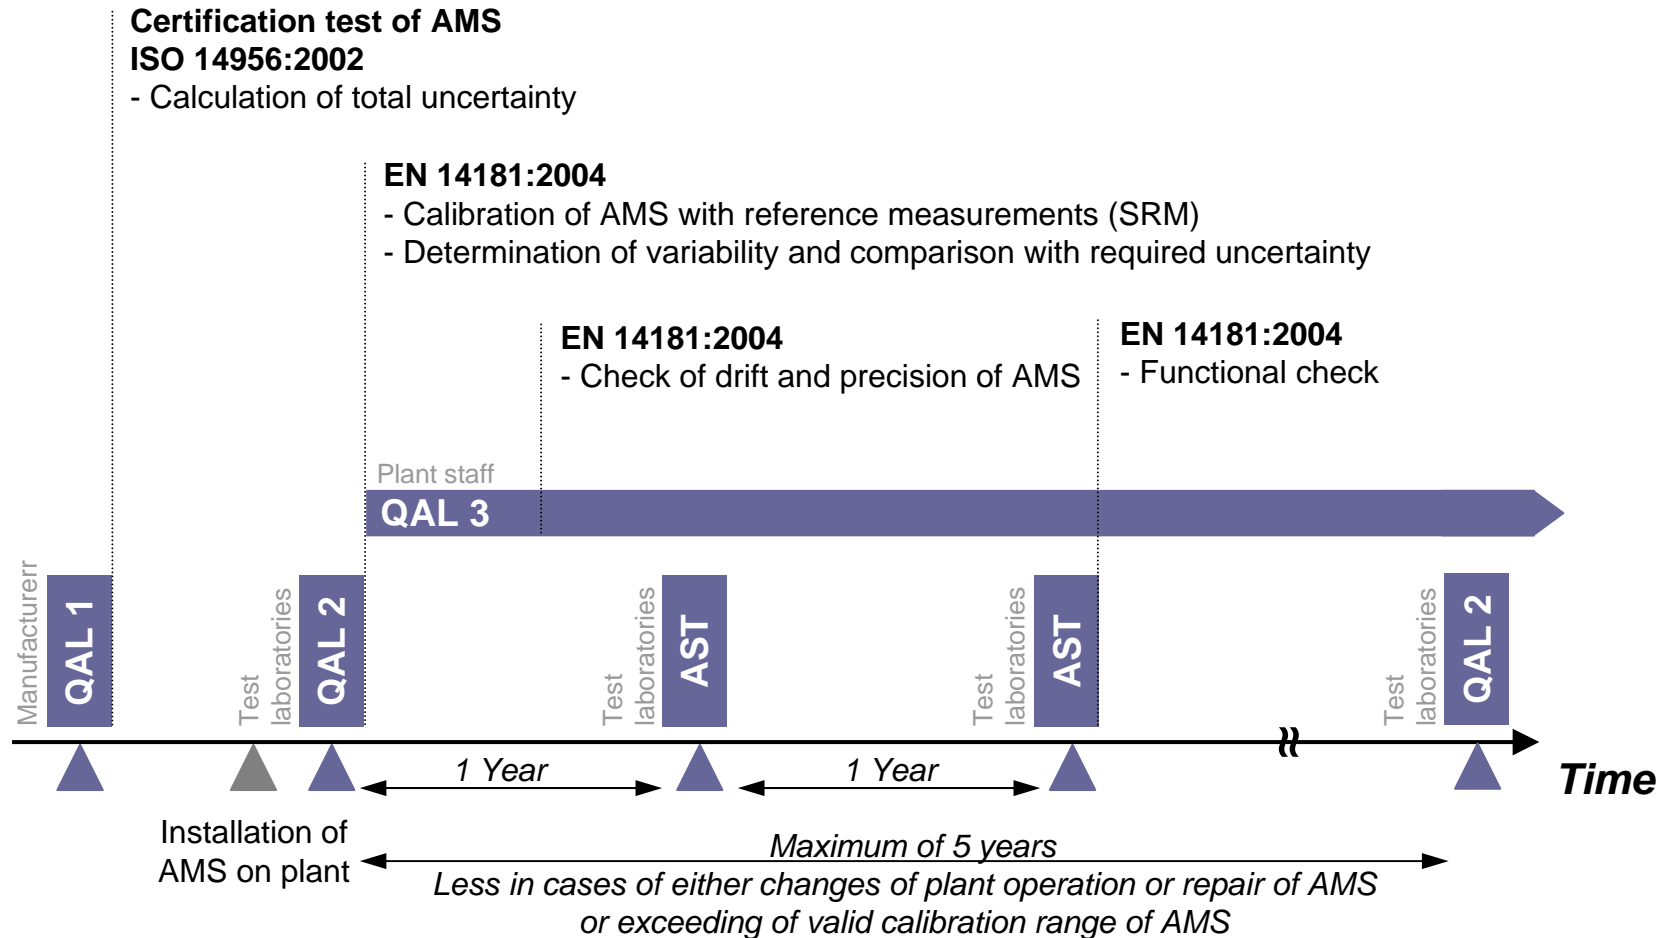 Certification test of AMS
ISO 14956:2002
- Calculation of total uncertainty
EN 14181:2004
- Calibration of AMS with reference measurements (SRM)
- Determination of variability and comparison with required uncertainty
EN 14181:2004
- Check of drift and precision of AMS
EN 14181:2004
- Functional check
Plant staff
QAL 3
Manufacturerr
QAL 1
Test
laboratories
QAL 2
Test
laboratories
AST
Test
laboratories
AST
Test
laboratories
QAL 2
1 Year
1 Year
Time
Installation of
AMS on plant
Maximum of 5 years
Less in cases of either changes of plant operation or repair of AMS
or exceeding of valid calibration range of AMS